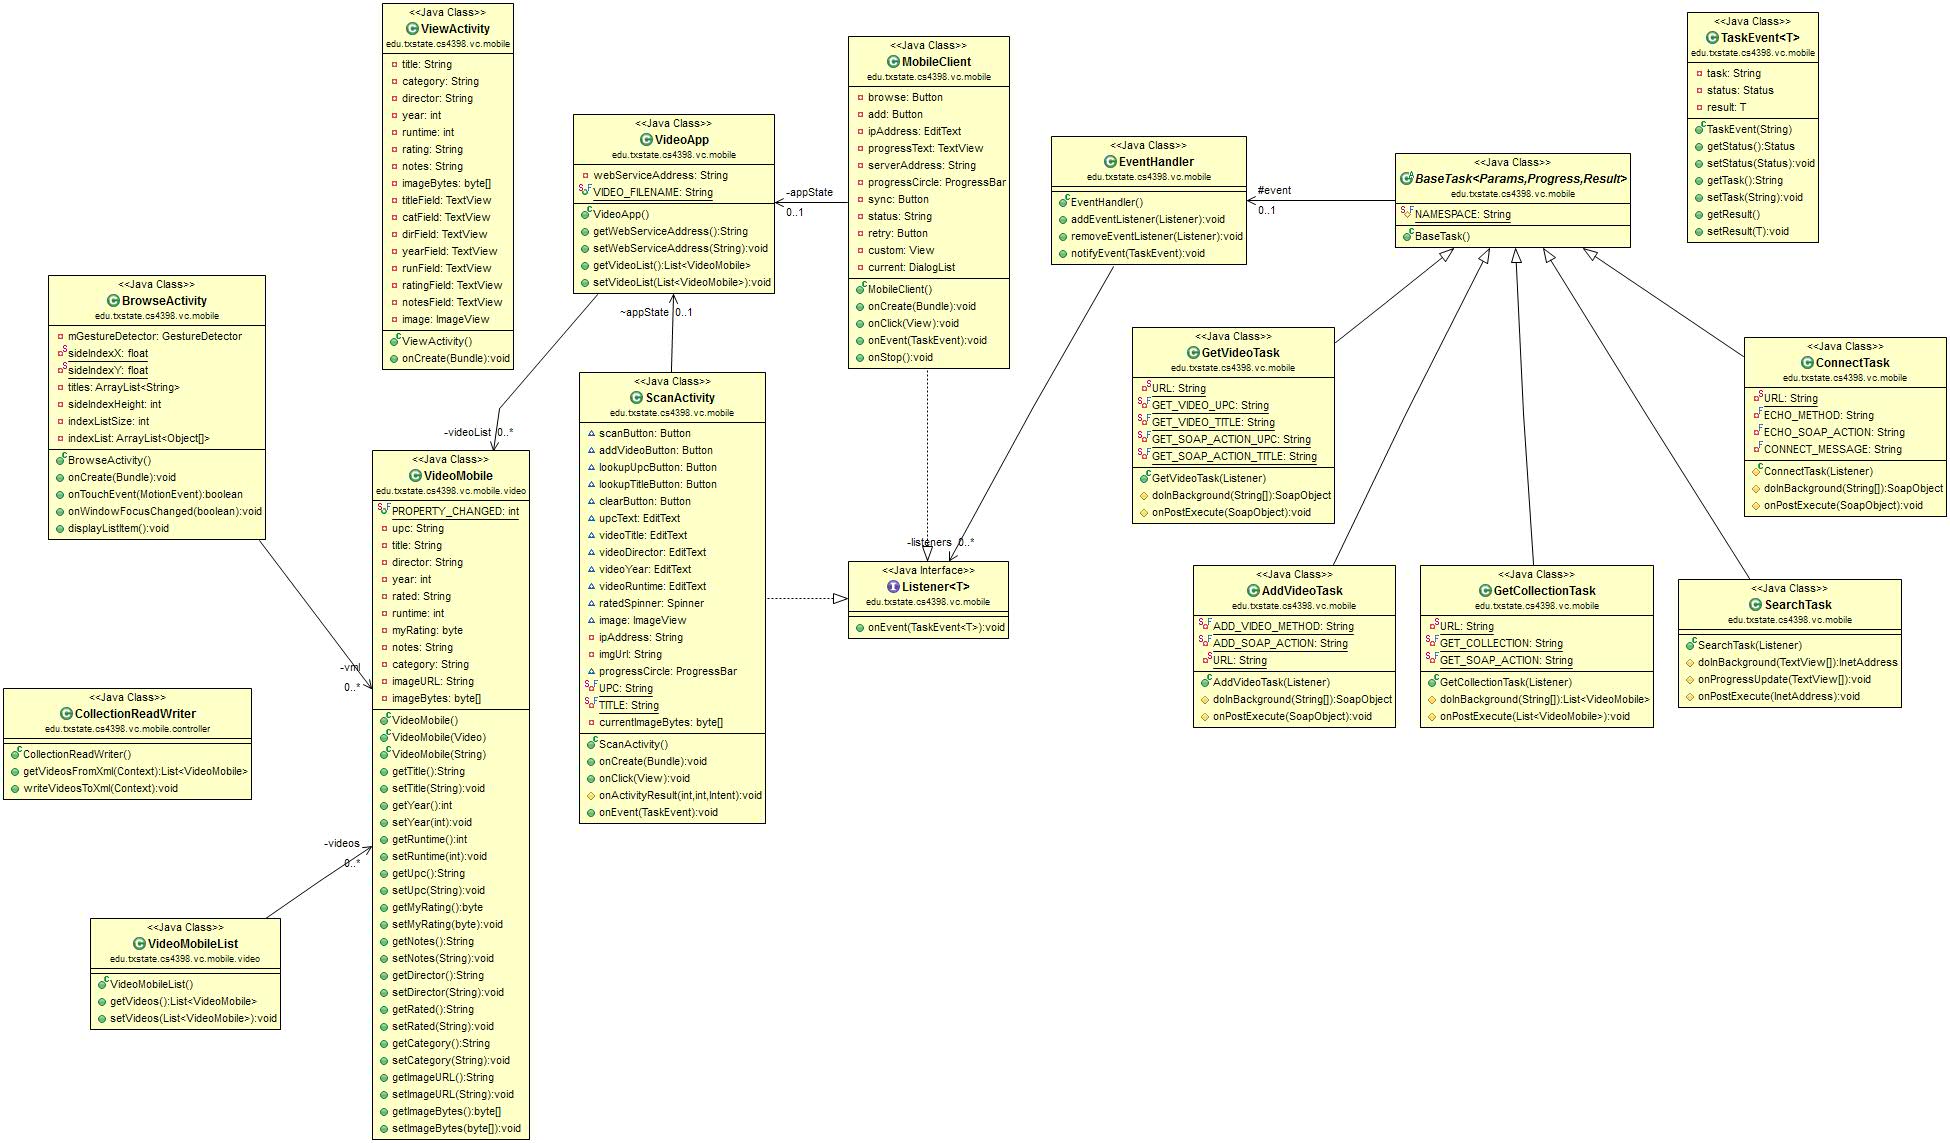 <<Java Class>>
ViewActivity
edu.txstate.cs4398.vc.mobile
title: String
category: String
director: String
year: int
runtime: int
rating: String
notes: String
imageBytes: byte[]
titleField: TextView
catField: TextView
dirField: TextView
yearField: TextView
runField: TextView
ratingField: TextView
notesField: TextView
image: ImageView
ViewActivity()
onCreate(Bundle):void
<<Java Class>>
VideoApp
edu.txstate.cs4398.vc.mobile
webServiceAddress: String
VIDEO_FILENAME: String
VideoApp()
getWebServiceAddress():String
setWebServiceAddress(String):void
getVideoList():List<VideoMobile>
setVideoList(List<VideoMobile>):void
-appState
0..1
<<Java Class>>
MobileClient
edu.txstate.cs4398.vc.mobile
browse: Button
add: Button
ipAddress: EditText
progressText: TextView
serverAddress: String
progressCircle: ProgressBar
sync: Button
status: String
retry: Button
custom: View
current: DialogList
MobileClient()
onCreate(Bundle):void
onClick(View):void
onEvent(TaskEvent):void
onStop():void
<<Java Class>>
EventHandler
edu.txstate.cs4398.vc.mobile
EventHandler()
addEventListener(Listener):void
removeEventListener(Listener):void
notifyEvent(TaskEvent):void
#event
0..1
<<Java Class>>
BaseTask<Params,Progress,Result>
edu.txstate.cs4398.vc.mobile
NAMESPACE: String
BaseTask()
<<Java Class>>
TaskEvent<T>
edu.txstate.cs4398.vc.mobile
task: String
status: Status
result: T
TaskEvent(String)
getStatus():Status
setStatus(Status):void
getTask():String
setTask(String):void
getResult()
setResult(T):void
<<Java Class>>
BrowseActivity
edu.txstate.cs4398.vc.mobile
mGestureDetector: GestureDetector
sideIndexX: float
sideIndexY: float
titles: ArrayList<String>
sideIndexHeight: int
indexListSize: int
indexList: ArrayList<Object[]>
BrowseActivity()
onCreate(Bundle):void
onTouchEvent(MotionEvent):boolean
onWindowFocusChanged(boolean):void
displayListItem():void
~appState 0..1
-videoList 0..*
<<Java Class>>
ScanActivity
edu.txstate.cs4398.vc.mobile
scanButton: Button
addVideoButton: Button
lookupUpcButton: Button
lookupTitleButton: Button
clearButton: Button
upcText: EditText
videoTitle: EditText
videoDirector: EditText
videoYear: EditText
videoRuntime: EditText
ratedSpinner: Spinner
image: ImageView
ipAddress: String
imgUrl: String
progressCircle: ProgressBar
UPC: String
TITLE: String
currentImageBytes: byte[]
ScanActivity()
onCreate(Bundle):void
onClick(View):void
onActivityResult(int,int,Intent):void
onEvent(TaskEvent):void
<<Java Class>>
GetVideoTask
edu.txstate.cs4398.vc.mobile
URL: String
GET_VIDEO_UPC: String
GET_VIDEO_TITLE: String
GET_SOAP_ACTION_UPC: String
GET_SOAP_ACTION_TITLE: String
GetVideoTask(Listener)
doInBackground(String[]):SoapObject
onPostExecute(SoapObject):void
<<Java Class>>
ConnectTask
edu.txstate.cs4398.vc.mobile
URL: String
ECHO_METHOD: String
ECHO_SOAP_ACTION: String
CONNECT_MESSAGE: String
ConnectTask(Listener)
doInBackground(String[]):SoapObject
onPostExecute(SoapObject):void
<<Java Class>>
VideoMobile
edu.txstate.cs4398.vc.mobile.video
PROPERTY_CHANGED: int
upc: String
title: String
director: String
year: int
rated: String
runtime: int
myRating: byte
notes: String
category: String
imageURL: String
imageBytes: byte[]
VideoMobile()
VideoMobile(Video)
VideoMobile(String)
getTitle():String
setTitle(String):void
getYear():int
setYear(int):void
getRuntime():int
setRuntime(int):void
getUpc():String
setUpc(String):void
getMyRating():byte
setMyRating(byte):void
getNotes():String
setNotes(String):void
getDirector():String
setDirector(String):void
getRated():String
setRated(String):void
getCategory():String
setCategory(String):void
getImageURL():String
setImageURL(String):void
getImageBytes():byte[]
setImageBytes(byte[]):void
-listeners 0..*
<<Java Interface>>
Listener<T>
edu.txstate.cs4398.vc.mobile
onEvent(TaskEvent<T>):void
<<Java Class>>
AddVideoTask
edu.txstate.cs4398.vc.mobile
ADD_VIDEO_METHOD: String
ADD_SOAP_ACTION: String
URL: String
AddVideoTask(Listener)
doInBackground(String[]):SoapObject
onPostExecute(SoapObject):void
<<Java Class>>
GetCollectionTask
edu.txstate.cs4398.vc.mobile
URL: String
GET_COLLECTION: String
GET_SOAP_ACTION: String
GetCollectionTask(Listener)
doInBackground(String[]):List<VideoMobile>
onPostExecute(List<VideoMobile>):void
<<Java Class>>
SearchTask
edu.txstate.cs4398.vc.mobile
SearchTask(Listener)
doInBackground(TextView[]):InetAddress
onProgressUpdate(TextView[]):void
onPostExecute(InetAddress):void
-vml
0..*
<<Java Class>>
CollectionReadWriter
edu.txstate.cs4398.vc.mobile.controller
CollectionReadWriter()
getVideosFromXml(Context):List<VideoMobile>
writeVideosToXml(Context):void
-videos
0..*
<<Java Class>>
VideoMobileList
edu.txstate.cs4398.vc.mobile.video
VideoMobileList()
getVideos():List<VideoMobile>
setVideos(List<VideoMobile>):void